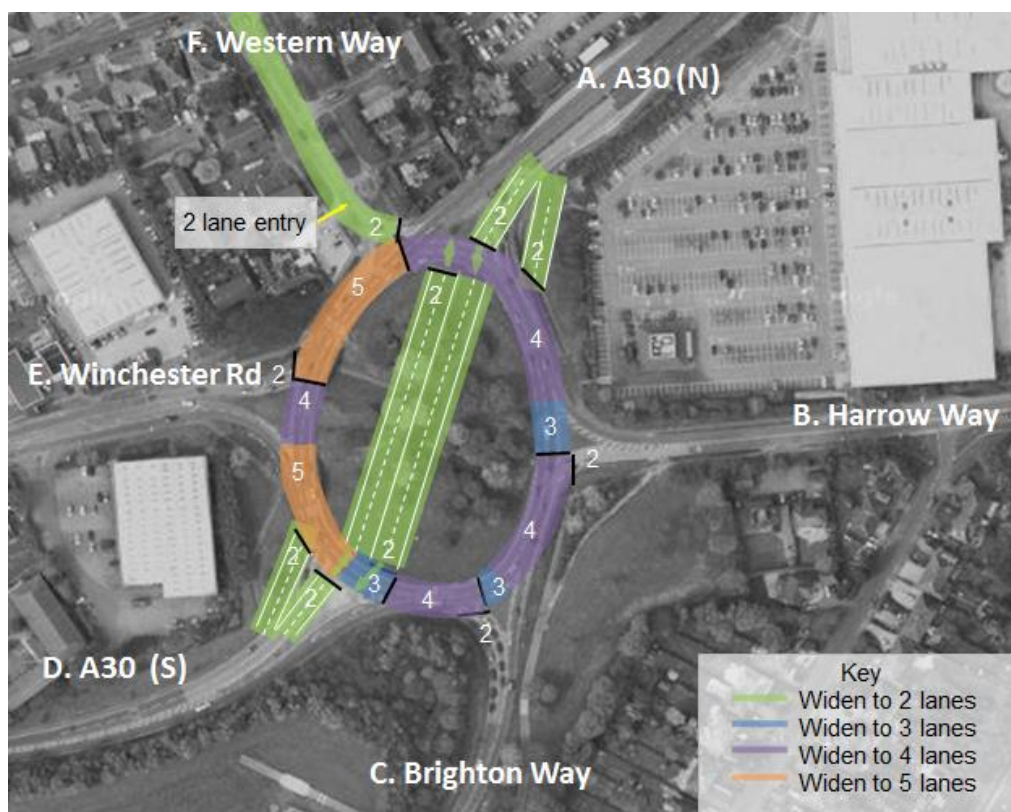 F. Western Way
A. A30 (N)
2 lane entry
2
2
2
2
5
4
E. Winchester Rd
2
4
3
B. Harrow Way
2
5
4
2
2
2
3
4
3
2
D. A30 (S)
C. Brighton Way
Key
Widen to 2 lanes
Widen to 3 lanes
Widen to 4 lanes
Widen to 5 lanes